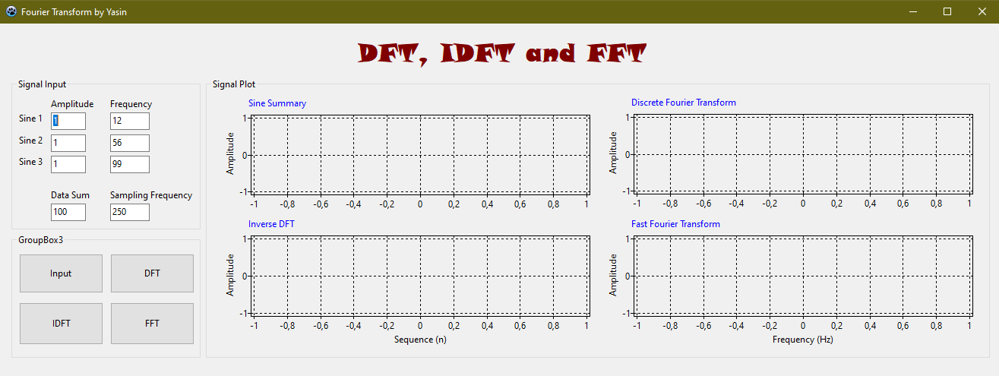 Fourier Transform by Yasin
DFT, IDFT and FFT
Signal Input
Amplitude Frequency
Sine 1 1 12
Sine 2 1 56
Sine 3 1 99
Data Sum Sampling Frequency
100 250
GroupBox3
Input DFT
IDFT FFT
Signal Plot
Sine Summary
Amplitude
1
0
-1
-1 -0,8 -0,6 -0,4 -0,2 0 0,2 0,4 0,6 0,8 1
Discrete Fourier Transform
Amplitude
1
0
-1
-1 -0,8 -0,6 -0,4 -0,2 0 0,2 0,4 0,6 0,8 1
Inverse DFT
Amplitude
1
0
-1
-1 -0,8 -0,6 -0,4 -0,2 0 0,2 0,4 0,6 0,8 1
Sequence (n)
Fast Fourier Transform
Amplitude
1
0
-1
-1 -0,8 -0,6 -0,4 -0,2 0 0,2 0,4 0,6 0,8 1
Frequency (Hz)